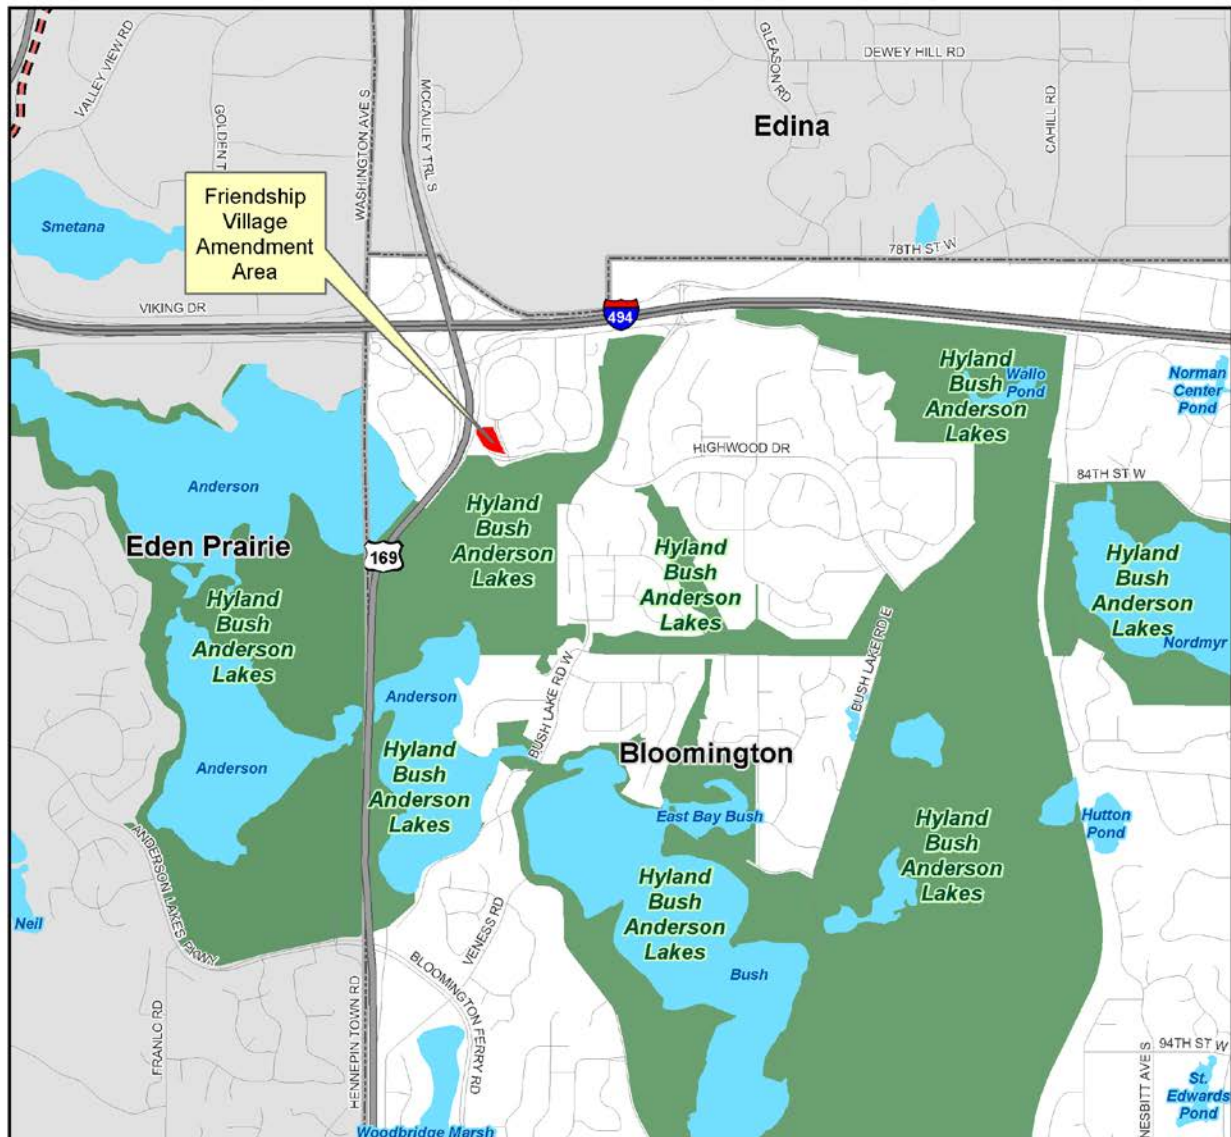 VALLEY VIEW RD
GOLDEN T
WASHINGTON AVE S
MCCAULEY TRL S
GLEASON RD
DEWEY HILL RD
CAHILL RD
Edina
Friendship
Village
Amendment
Area
Smetana
78TH ST W
VIKING DR
494
Hyland
Bush
Anderson
Lakes
Wallo
Pond
Norman
Center
Pond
HIGHWOOD DR
84TH ST W
Anderson
Eden Prairie
169
Hyland
Bush
Anderson
Lakes
Hyland
Bush
Anderson
Lakes
Hyland
Bush
Anderson
Lakes
Hyland
Bush
Anderson
Lakes
Nordmyr
Anderson
BUSH LAKE RD W
BUSH LAKE RD E
Bloomington
Anderson
Hyland
Bush
Anderson
Lakes
East Bay Bush
Hyland
Bush
Anderson
Lakes
Hutton
Pond
ANDERSON LAKES PKWY
Hyland
Bush
Anderson
Lakes
Neil
VENESS RD
Bush
BLOOMINGTON FERRY RD
FRANLO RD
HENNEPIN TOWN RD
94TH ST W
NESBITT AVE S
St.
Edwards
Pond
Woodbridge Marsh